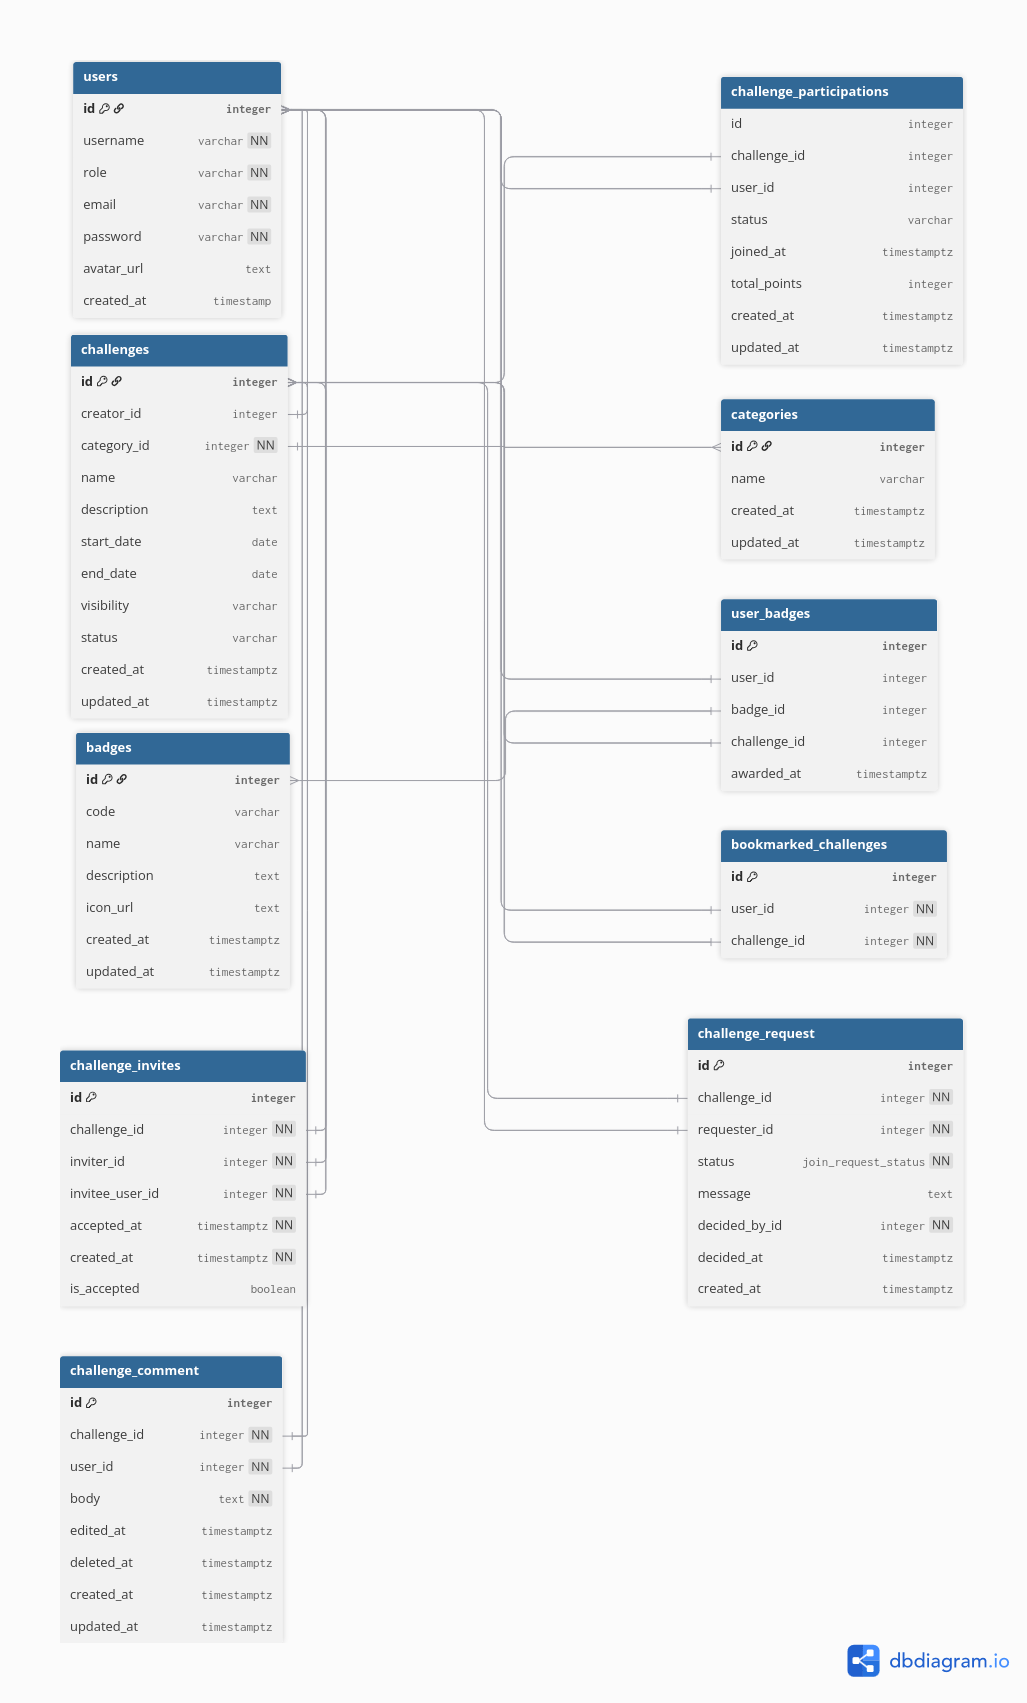 users
id integer
username varchar NN
role varchar NN
email varchar NN
password varchar NN
avatar_url text
created_at timestamp
challenges
id integer
creator_id integer
category_id integer NN
name varchar
description text
start_date date
end_date date
visibility varchar
status varchar
created_at timestamptz
updated_at timestamptz
badges
id integer
code varchar
name varchar
description text
icon_url text
created_at timestamptz
updated_at timestamptz
challenge_invites
id integer
challenge_id integer NN
inviter_id integer NN
invitee_user_id integer NN
accepted_at timestamptz NN
created_at timestamptz NN
is_accepted boolean
challenge_comment
id integer
challenge_id integer NN
user_id integer NN
body text NN
edited_at timestamptz
deleted_at timestamptz
created_at timestamptz
updated_at timestamptz
challenge_participations
id integer
challenge_id integer
user_id integer
status varchar
joined_at timestamptz
total_points integer
created_at timestamptz
updated_at timestamptz
categories
id integer
name varchar
created_at timestamptz
updated_at timestamptz
user_badges
id integer
user_id integer
badge_id integer
challenge_id integer
awarded_at timestamptz
bookmarked_challenges
id integer
user_id integer NN
challenge_id integer NN
challenge_request
id integer
challenge_id integer NN
requester_id integer NN
status join_request_status NN
message text
decided_by_id integer NN
decided_at timestamptz
created_at timestamptz
dbdiagram.io